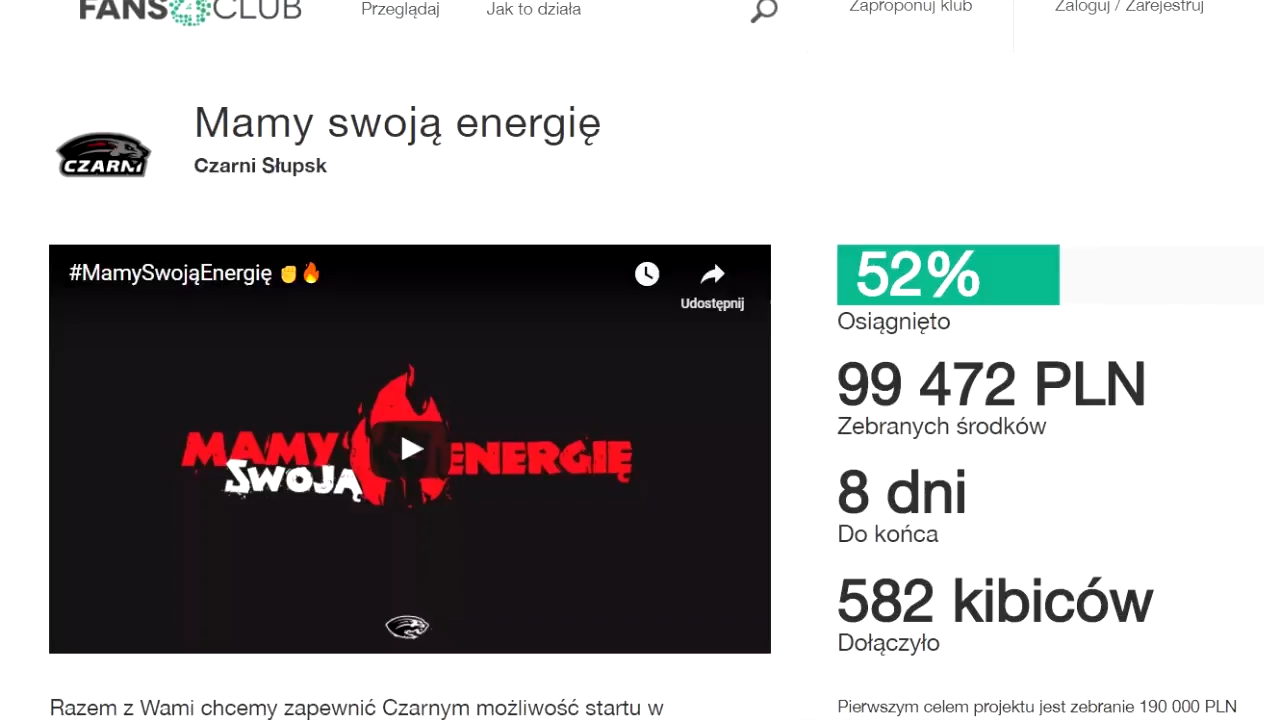 FANS4CLUB
Przeglądaj
Jak to działa
Zaproponuj klub
Zaloguj / Zarejestruj
CZARNI
Mamy swoją energię
Czarni Słupsk
#MamySwojąEnergię ✊🔥
Udostępnij
MAMY
SWOJĄ
ENERGIĘ
52%
Osiągnięto
99 472 PLN
Zebranych środków
8 dni
Do końca
582 kibiców
Dołączyło
Razem z Wami chcemy zapewnić Czarnym możliwość startu w
Pierwszym celem projektu jest zebranie 190 000 PLN